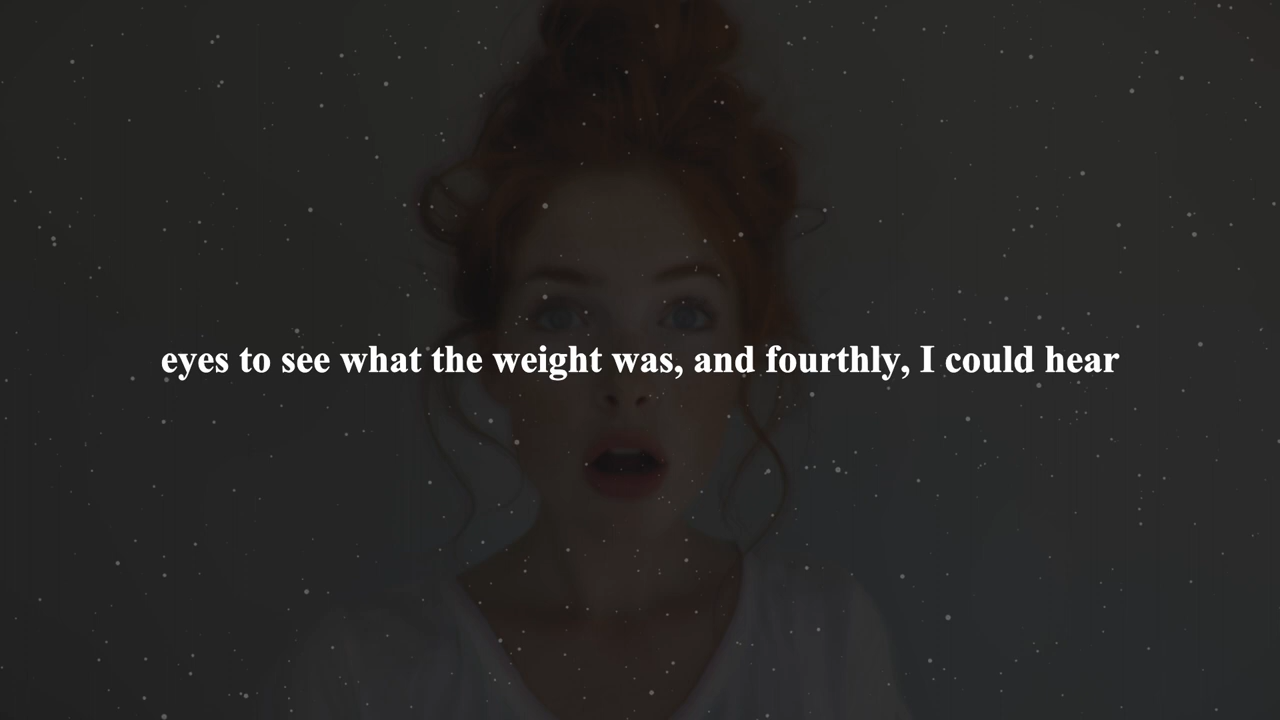 eyes to see what the weight was, and fourthly, I could hear